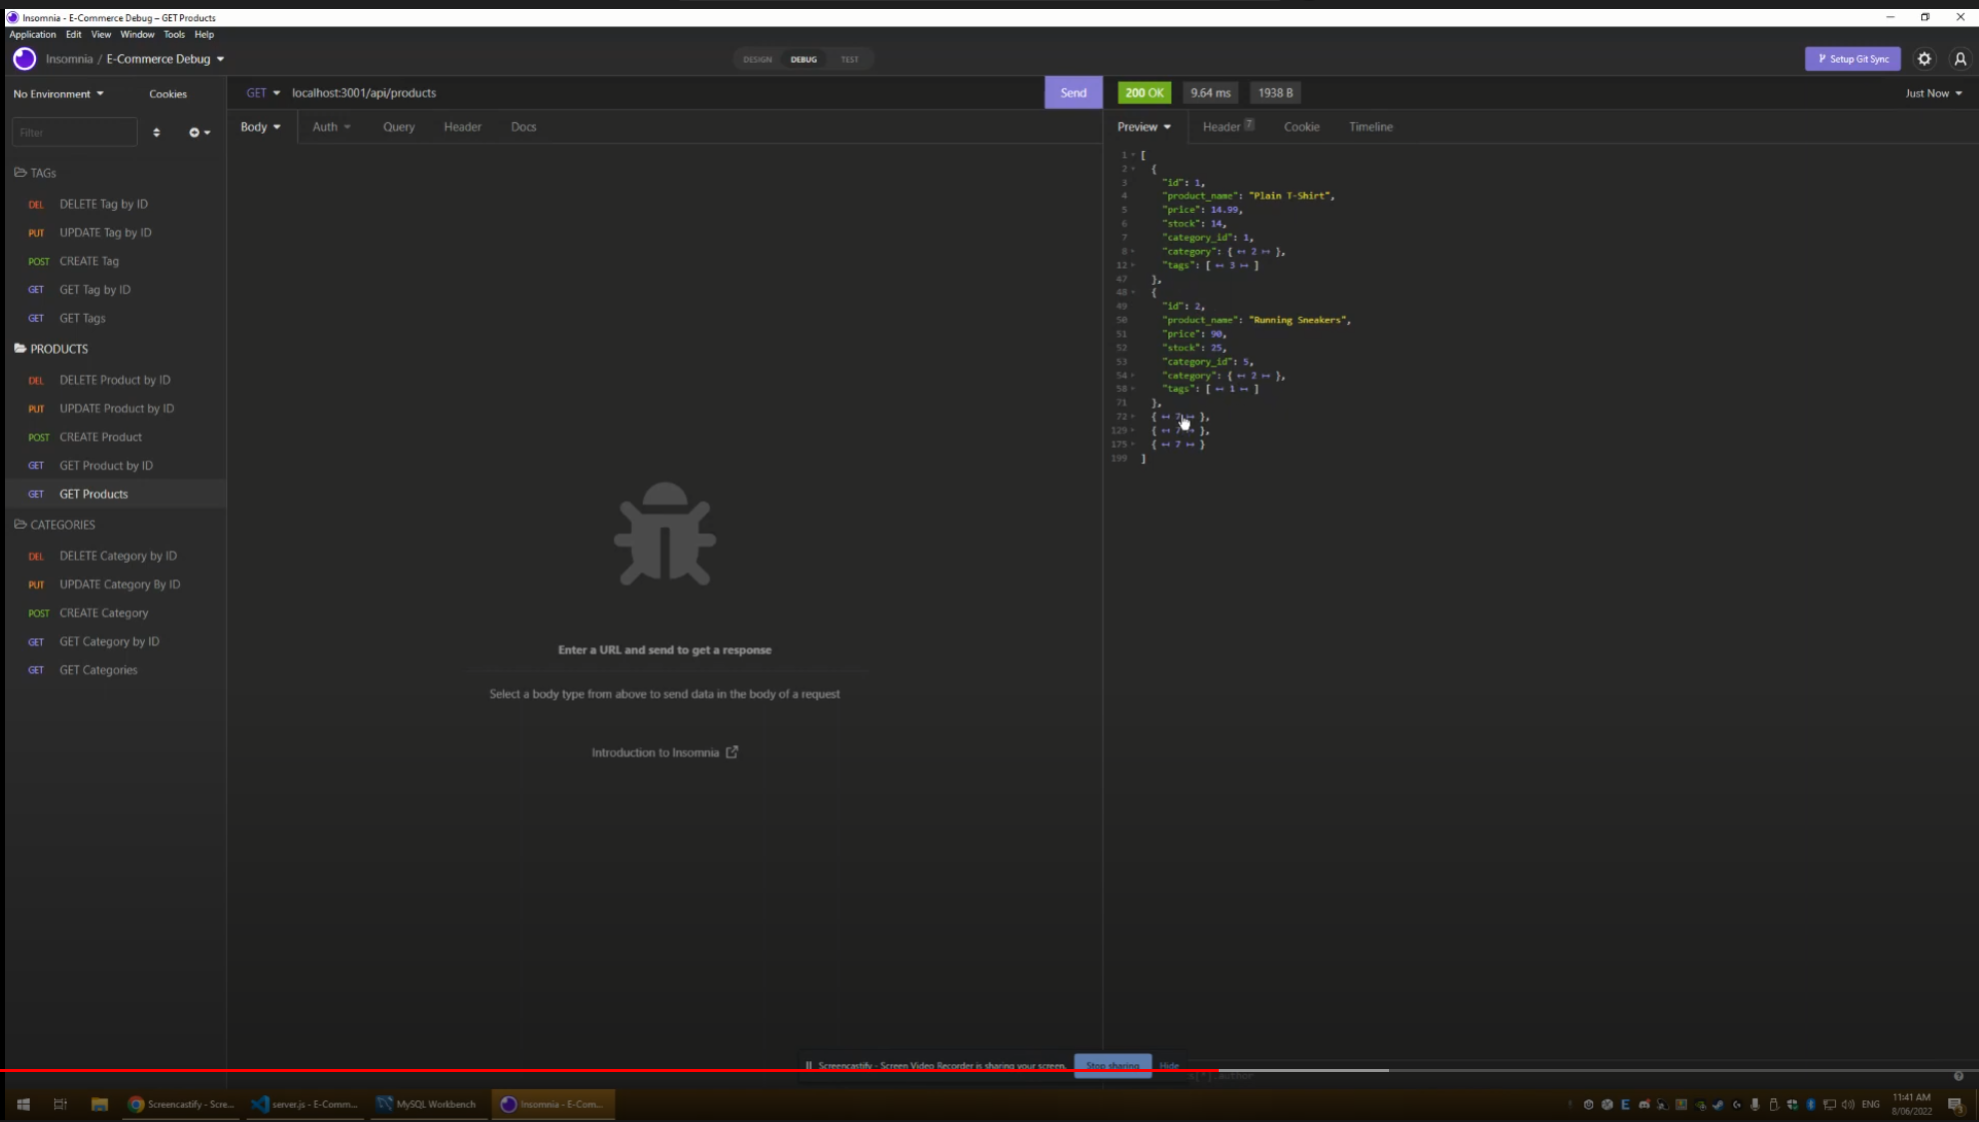 Insomnia - E-Commerce Debug – GET Products
Application Edit View Window Tools Help
Insomnia / E-Commerce Debug
DESIGN DEBUG TEST
Setup Git Sync
No Environment Cookies
GET localhost:3001/api/products Send
200 OK 9.64 ms 1938 B Just Now
Filter
Body Auth Query Header Docs
Preview Header 7 Cookie Timeline
TAGs
DEL DELETE Tag by ID
PUT UPDATE Tag by ID
POST CREATE Tag
GET GET Tag by ID
GET GET Tags
PRODUCTS
DEL DELETE Product by ID
PUT UPDATE Product by ID
POST CREATE Product
GET GET Product by ID
GET GET Products
CATEGORIES
DEL DELETE Category by ID
PUT UPDATE Category By ID
POST CREATE Category
GET GET Category by ID
GET GET Categories
Enter a URL and send to get a response
Select a body type from above to send data in the body of a request
Introduction to Insomnia
1 [
2 {
3 "id": 1,
4 "product_name": "Plain T-Shirt",
5 "price": 14.99,
6 "stock": 14,
7 "category_id": 1,
8 "category": { ↔ 2 ↔ },
12 "tags": [ ↔ 3 ↔ ]
47 },
48 {
49 "id": 2,
50 "product_name": "Running Sneakers",
51 "price": 90,
52 "stock": 25,
53 "category_id": 5,
54 "category": { ↔ 2 ↔ },
58 "tags": [ ↔ 1 ↔ ]
71 },
72 { ↔ 7 ↔ },
129 { ↔ 7 ↔ },
175 { ↔ 7 ↔ }
199 ]
Screencastify - Screen Video Recorder is sharing your screen. Stop sharing Hide
Screencastify - Scre... server.js - E-Comm... MySQL Workbench Insomnia - E-Com...
ENG
11:41 AM
8/06/2022